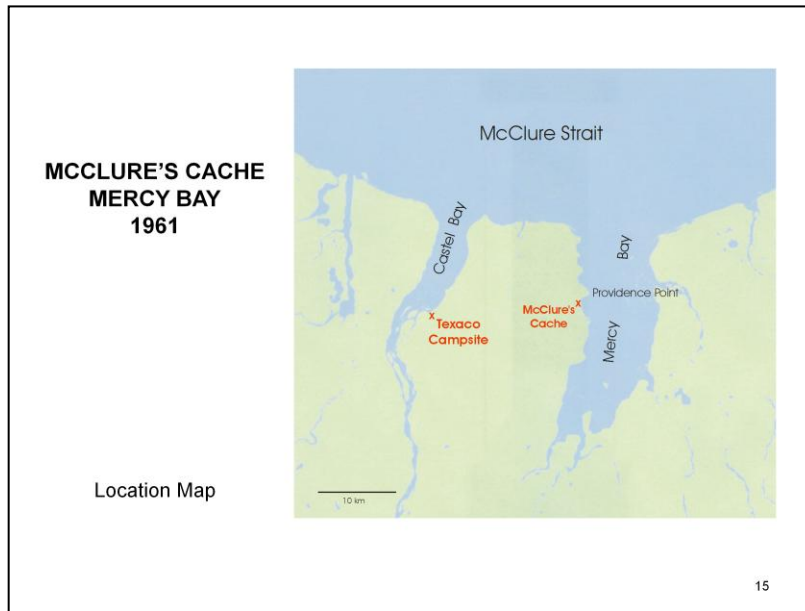 MCCLURE'S CACHE
MERCY BAY
1961
McClure Strait
Castel Bay
Bay
Providence Point
McClure's
Cache
x
x
Texaco
Campsite
Mercy
Location Map
10 km
15